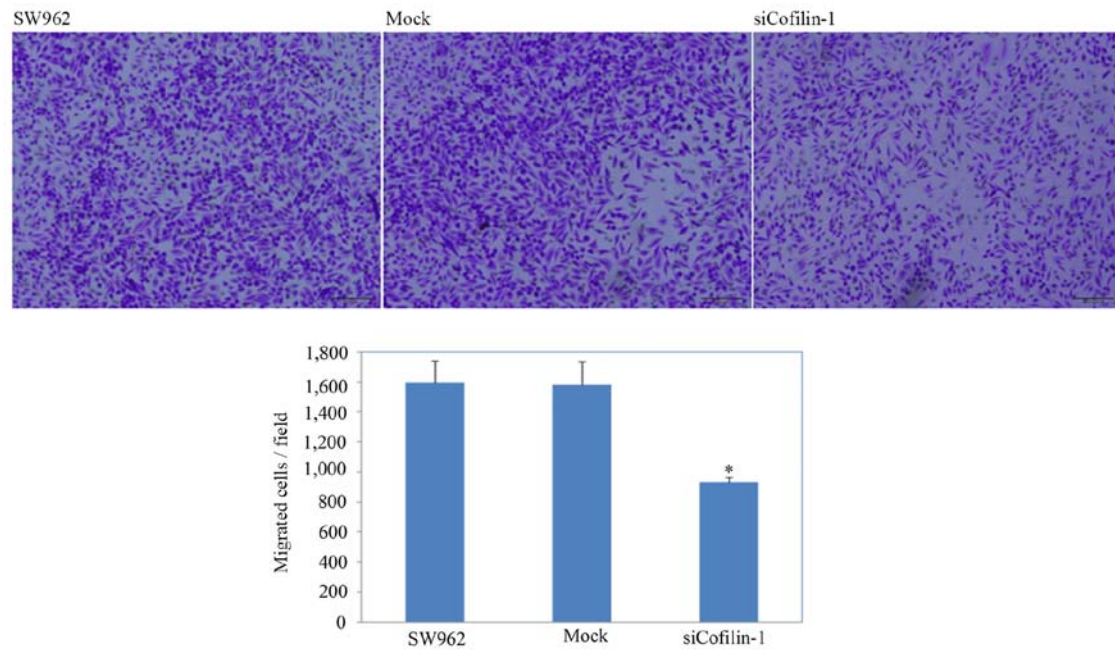 SW962
Mock
siCofilin-1
1,800
1,600
1,400
1,200
1,000
800
600
400
200
0
Migrated cells / field
*
SW962
Mock
siCofilin-1